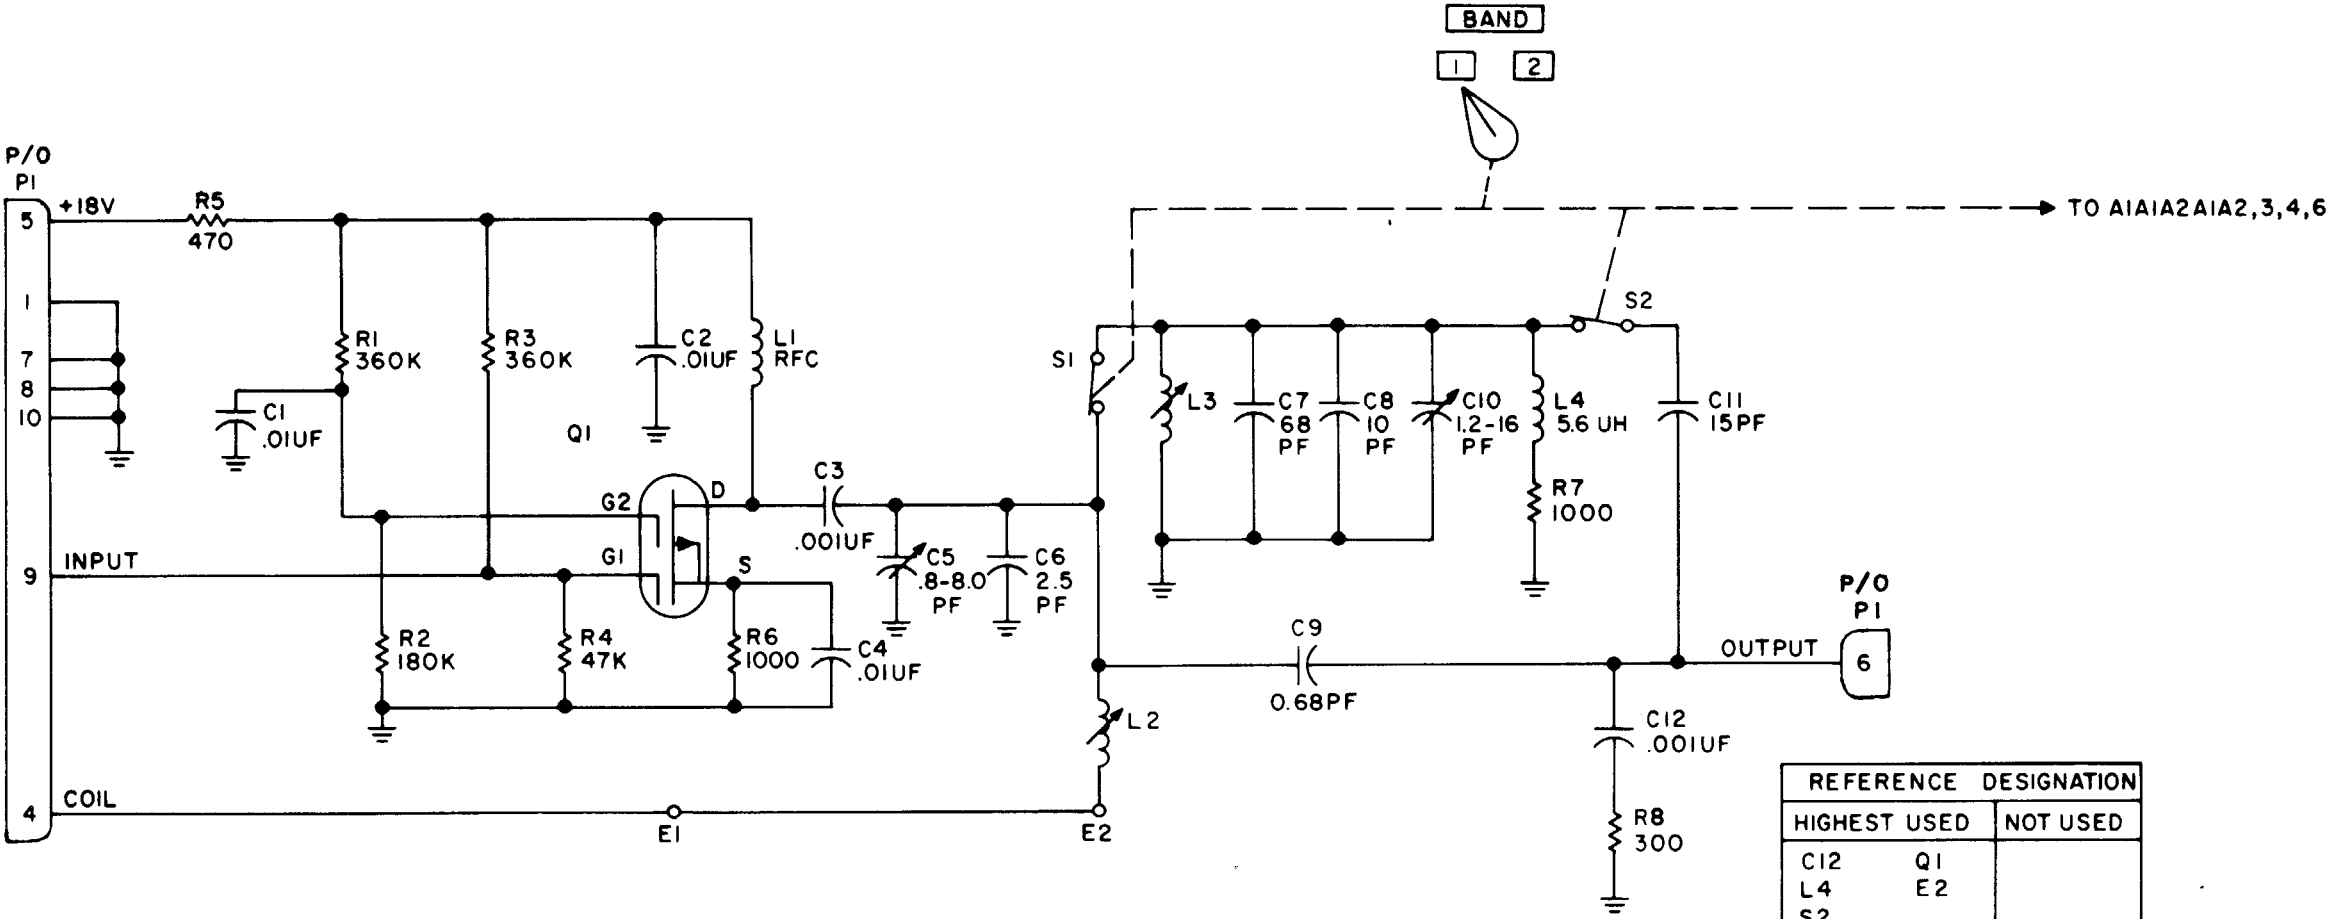 BAND
1 2
P/O
P1
5 +18V
R5
470
TO A1A1A2A1A2,3,4,6
1
7
8
10
R1
360K
R3
360K
C2
.01UF
L1
RFC
C1
.01UF
Q1
S1
S2
L3
C7
68
PF
C8
10
PF
C10
1.2-16
PF
L4
5.6 UH
C11
15PF
R7
1000
G2
D
C3
.001UF
9 INPUT
G1
S
C5
.8-8.0
PF
C6
2.5
PF
R2
180K
R4
47K
R6
1000
C4
.01UF
C9
0.68PF
OUTPUT
P/O
P1
6
L2
C12
.001UF
R8
300
4 COIL
E1
E2
REFERENCE DESIGNATION
HIGHEST USED NOT USED
C12 Q1
L4 E2
S2